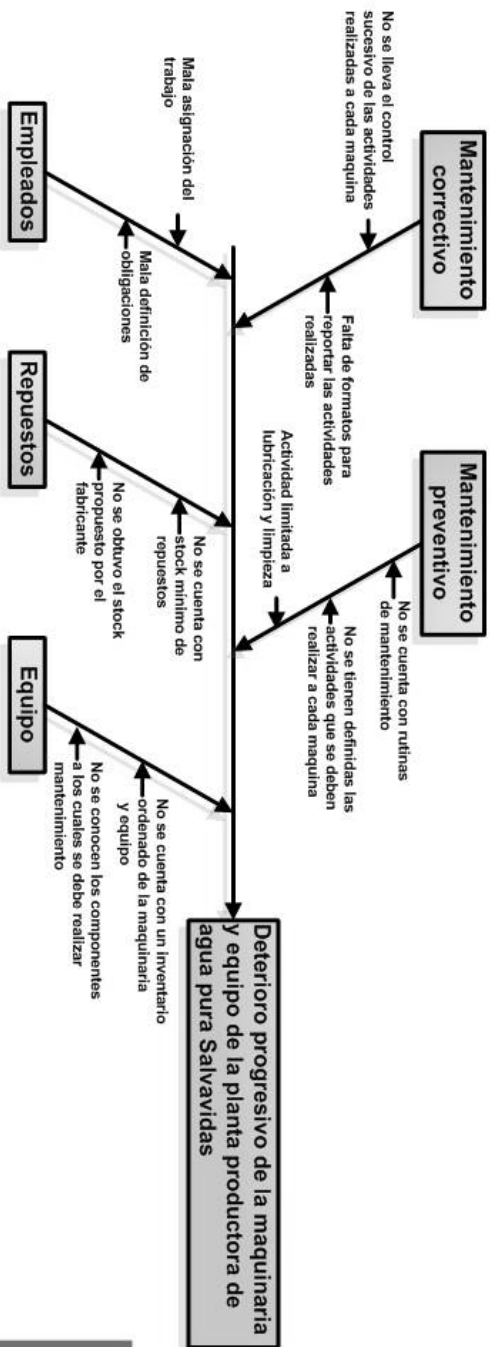 Mantenimiento
correctivo
Mantenimiento
preventivo
No se lleva el control
sucesivo de las actividades
realizadas a cada maquina
Falta de formatos para
reportar las actividades
realizadas
No se cuenta con rutinas
de mantenimiento
No se tienen definidas las
actividades que se deben
realizar a cada maquina
Actividad limitada a
lubricación y limpieza
Deterioro progresivo de la maquinaria
y equipo de la planta productora de
agua pura Salvavidas
Mala asignación del
trabajo
Mala definición de
obligaciones
No se cuenta con
stock mínimo de
repuestos
No se obtuvo el stock
propuesto por el
fabricante
No se cuenta con un inventario
ordenado de la maquinaria
y equipo
No se conocen los componentes
a los cuales se debe realizar
mantenimiento
Empleados
Repuestos
Equipo